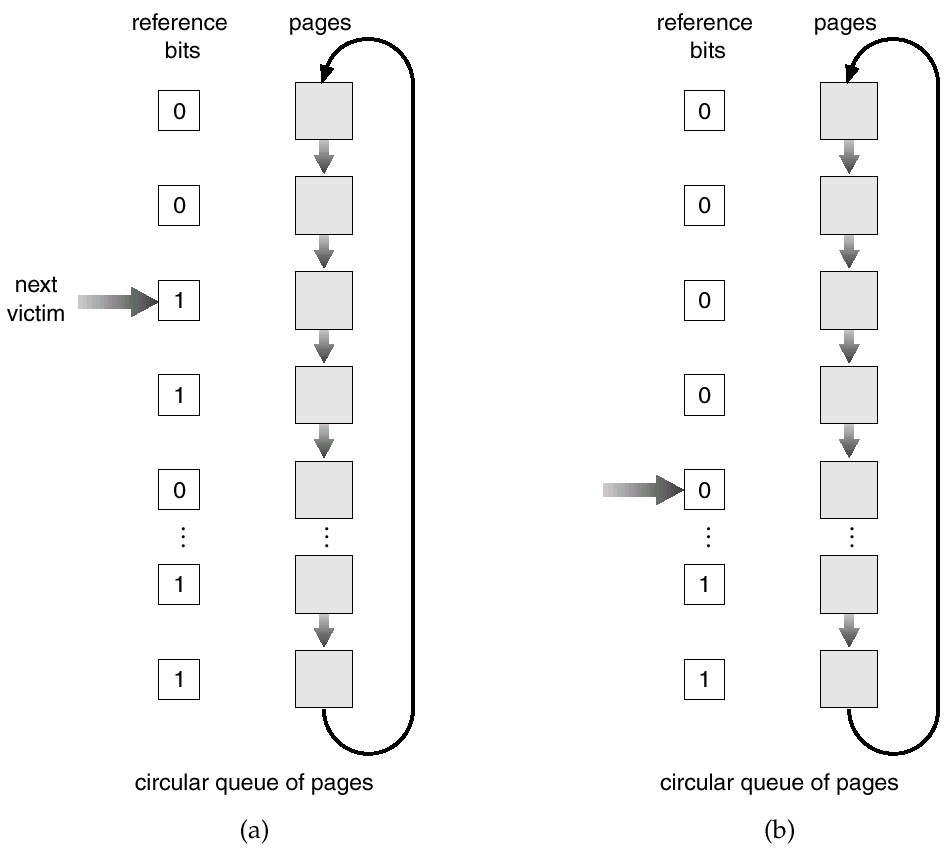 reference
bits
pages
0
0
next
victim
1
1
0
1
1
circular queue of pages
(a)
reference
bits
pages
0
0
0
0
0
1
1
circular queue of pages
(b)